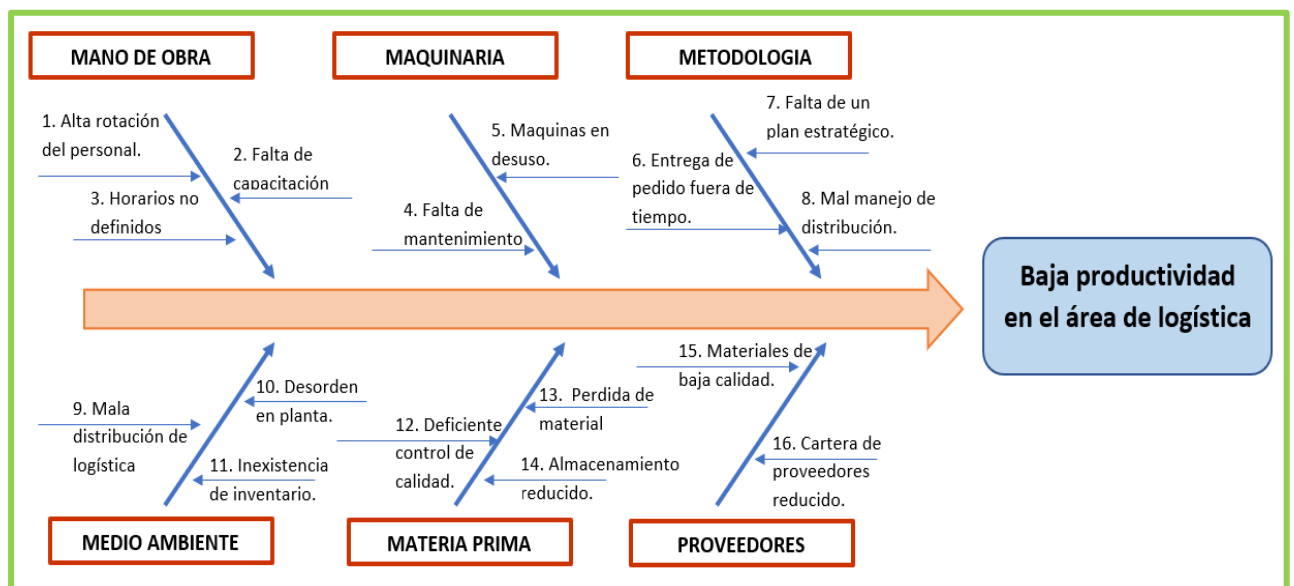 MANO DE OBRA
MAQUINARIA
METODOLOGIA
1. Alta rotación
del personal.
2. Falta de
capacitación
3. Horarios no
definidos
5. Maquinas en
desuso.
4. Falta de
mantenimiento
7. Falta de un
plan estratégico.
6. Entrega de
pedido fuera de
tiempo.
8. Mal manejo de
distribución.
Baja productividad
en el área de logística
9. Mala
distribución de
logística
10. Desorden
en planta.
11. Inexistencia
de inventario.
12. Deficiente
control de
calidad.
13. Perdida de
material
14. Almacenamiento
reducido.
15. Materiales de
baja calidad.
16. Cartera de
proveedores
reducido.
MEDIO AMBIENTE
MATERIA PRIMA
PROVEEDORES